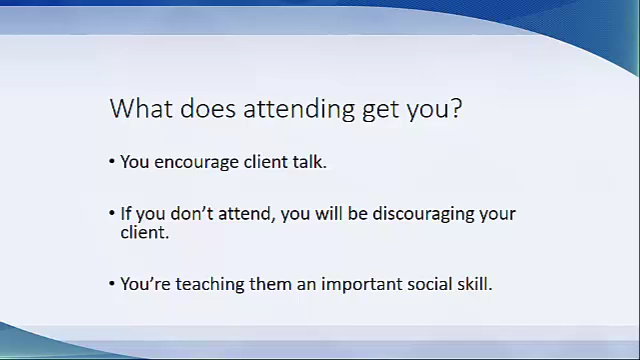 What does attending get you?
• You encourage client talk.
• If you don't attend, you will be discouraging your
client.
• You're teaching them an important social skill.